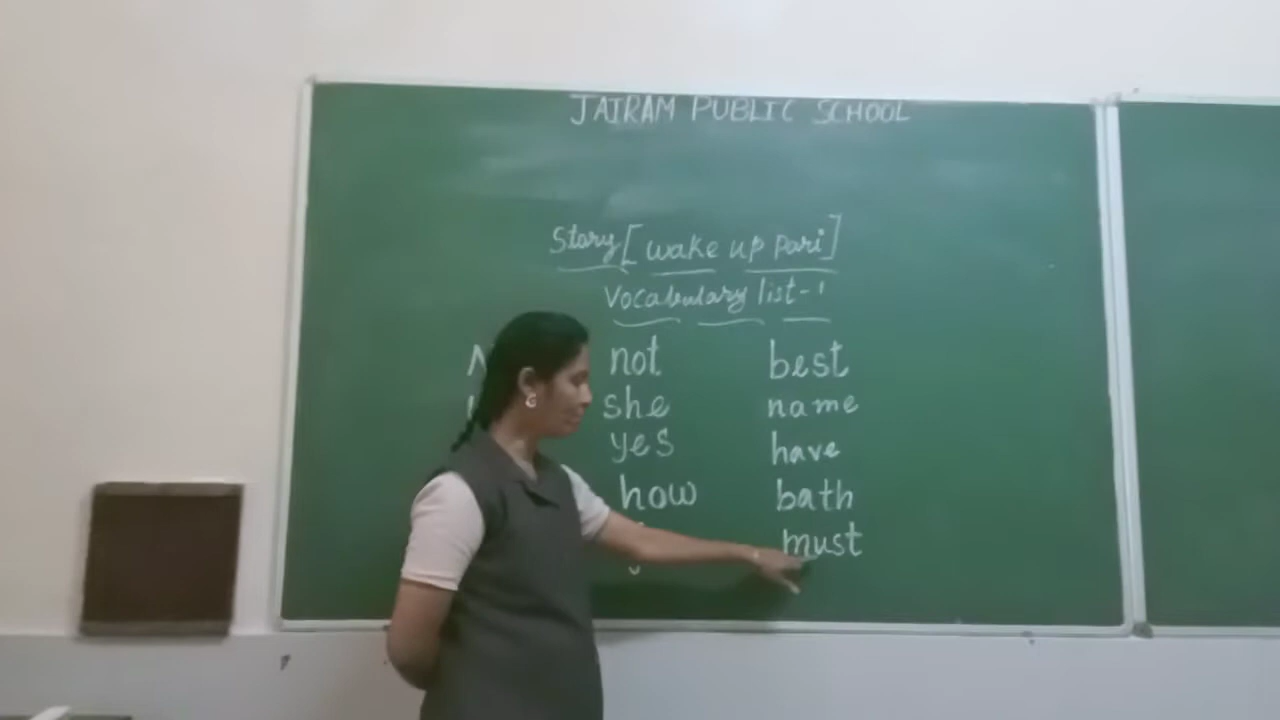 JAIRAM PUBLIC SCHOOL
Story [wake up pari]
Vocabulary list-1
not best
she name
yes have
how bath
must